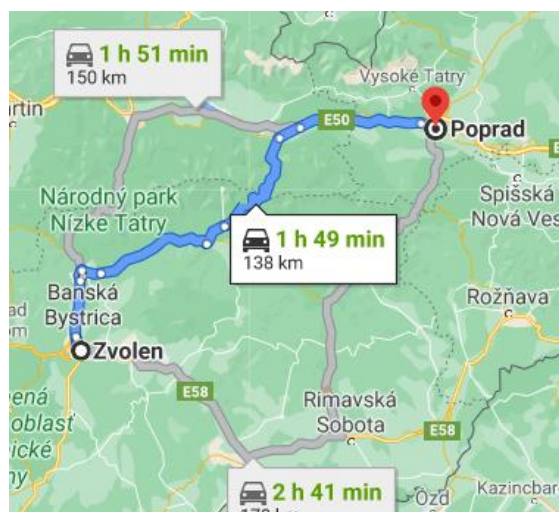 1 h 51 min
150 km
Vysoké Tatry
artin
E50
Poprad
Národný park
Nízke Tatry
Spišská
Nová Ves
1 h 49 min
138 km
Banská
Bystrica
Rožňava
Zvolen
E58
Rimavská
Sobota
E58
oblasť
2 h 41 min
Ózd
Kazincbar